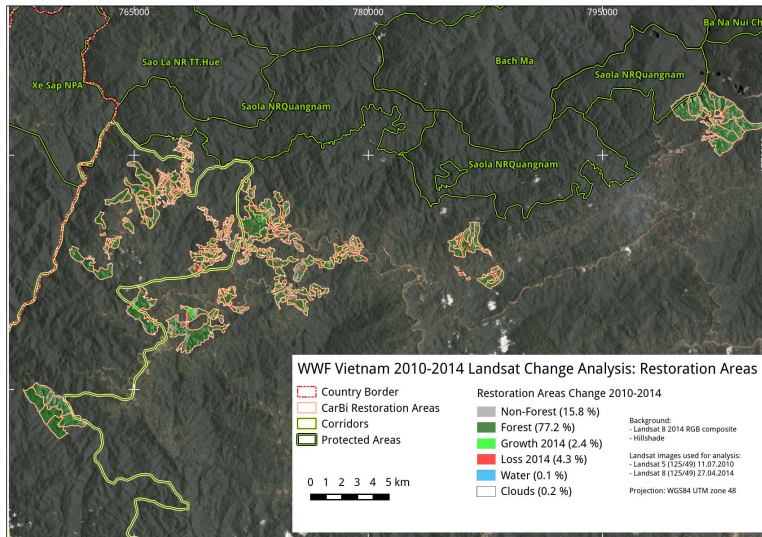 765000
780000
795000
Ba Na Nui Ch
Sao La NR TT.Hue
Bach Ma
Xe Sap NPA
Saola NRQuangnam
Saola NRQuangnam
Saola NRQuangnam
WWF Vietnam 2010-2014 Landsat Change Analysis: Restoration Areas
Country Border
CarBi Restoration Areas
Corridors
Protected Areas
0 1 2 3 4 5 km
Restoration Areas Change 2010-2014
Non-Forest (15.8 %)
Forest (77.2 %)
Growth 2014 (2.4 %)
Loss 2014 (4.3 %)
Water (0.1 %)
Clouds (0.2 %)
Background:
- Landsat 8 2014 RGB composite
- Hillshade
Landsat images used for analysis:
- Landsat 5 (125/49) 11.07.2010
- Landsat 8 (125/49) 27.04.2014
Projection: WGS84 UTM zone 48